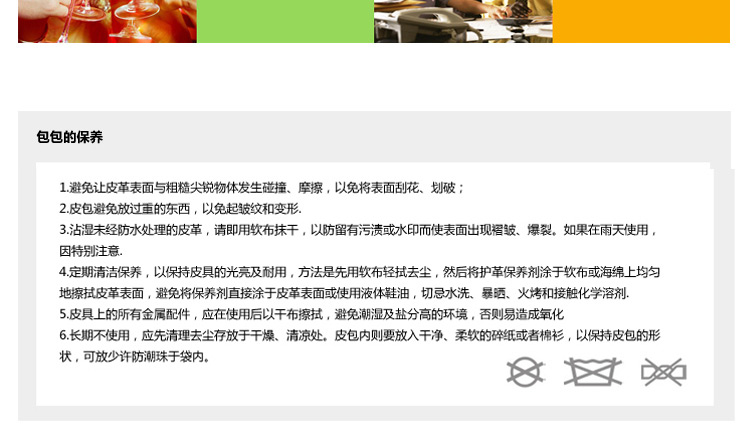 包包的保养
1.避免让皮革表面与粗糙尖锐物体发生碰撞、摩擦，以免将表面刮花、划破；
2.皮包避免放过重的东西，以免起皱纹和变形.
3.沾湿未经防水处理的皮革，请即用软布抹干，以防留有污渍或水印而使表面出现褶皱、爆裂。如果在雨天使用，
因特别注意.
4.定期清洁保养，以保持皮具的光亮及耐用，方法是先用软布轻拭去尘，然后将护革保养剂涂于软布或海绵上均匀
地擦拭皮革表面，避免将保养剂直接涂于皮革表面或使用液体鞋油，切忌水洗、暴晒、火烤和接触化学溶剂.
5.皮具上的所有金属配件，应在使用后以干布擦拭，避免潮湿及盐分高的环境，否则易造成氧化
6.长期不使用，应先清理去尘存放于干燥、清凉处。皮包内则要放入干净、柔软的碎纸或者棉衫，以保持皮包的形
状，可放少许防潮珠于袋内。